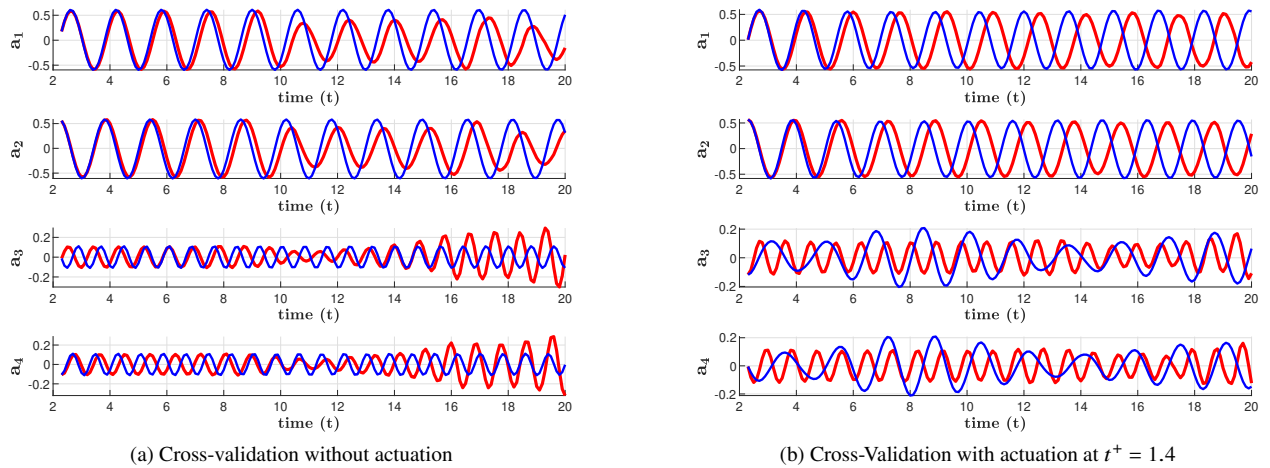 0.5
0
-0.5
a1
2 4 6 8 10 12 14 16 18 20
time (t)
0.5
0
-0.5
a2
2 4 6 8 10 12 14 16 18 20
time (t)
0.2
0
-0.2
a3
2 4 6 8 10 12 14 16 18 20
time (t)
0.2
0
-0.2
a4
2 4 6 8 10 12 14 16 18 20
time (t)
(a) Cross-validation without actuation
0.5
0
-0.5
a1
2 4 6 8 10 12 14 16 18 20
time (t)
0.5
0
-0.5
a2
2 4 6 8 10 12 14 16 18 20
time (t)
0.2
0
-0.2
a3
2 4 6 8 10 12 14 16 18 20
time (t)
0.2
0
-0.2
a4
2 4 6 8 10 12 14 16 18 20
time (t)
(b) Cross-Validation with actuation at t⁺ = 1.4